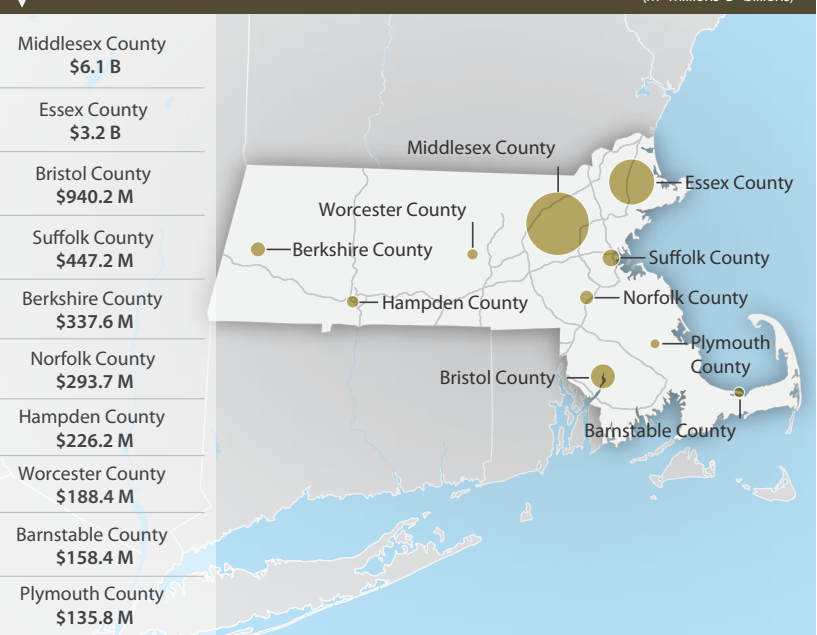 Middlesex County
$6.1 B
Essex County
$3.2 B
Bristol County
$940.2 M
Suffolk County
$447.2 M
Berkshire County
$337.6 M
Norfolk County
$293.7 M
Hampden County
$226.2 M
Worcester County
$188.4 M
Barnstable County
$158.4 M
Plymouth County
$135.8 M
Middlesex County
Essex County
Worcester County
Berkshire County
Suffolk County
Hampden County
Norfolk County
Plymouth
County
Bristol County
Barnstable County